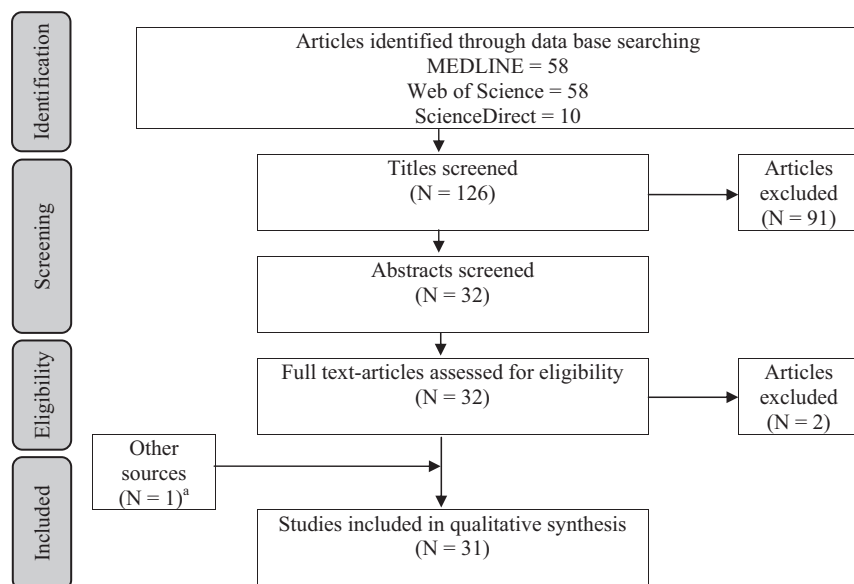 Identification
Articles identified through data base searching
MEDLINE = 58
Web of Science = 58
ScienceDirect = 10
Screening
Titles screened
(N = 126)
Articles
excluded
(N = 91)
Abstracts screened
(N = 32)
Eligibility
Full text-articles assessed for eligibility
(N = 32)
Articles
excluded
(N = 2)
Other
sources
(N = 1)a
Included
Studies included in qualitative synthesis
(N = 31)